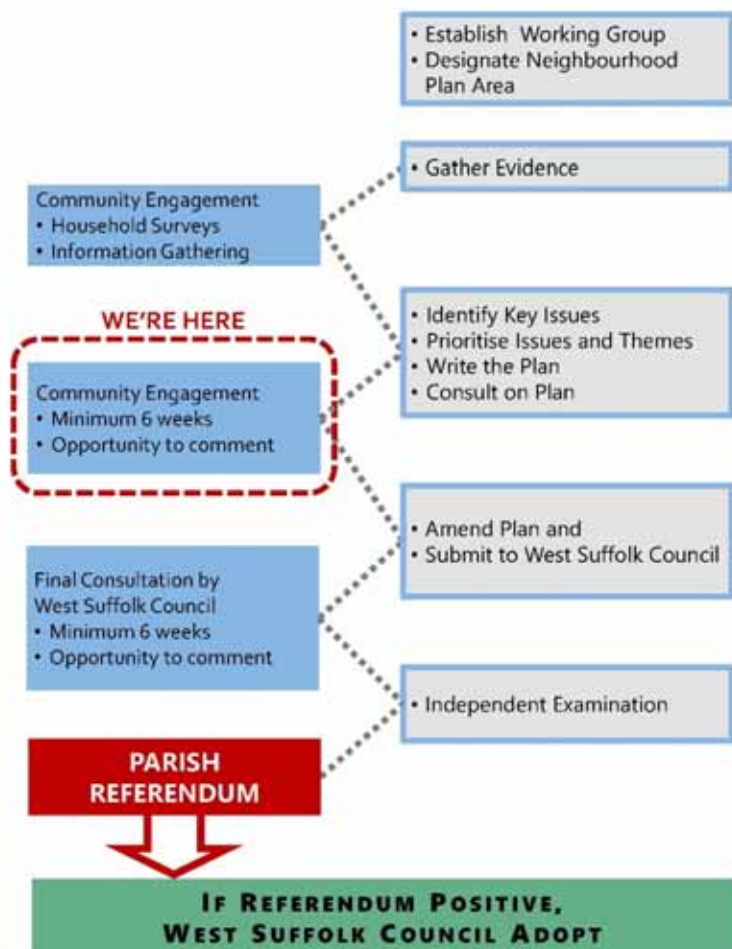 • Establish Working Group
• Designate Neighbourhood
Plan Area
• Gather Evidence
Community Engagement
• Household Surveys
• Information Gathering
• Identify Key Issues
• Prioritise Issues and Themes
• Write the Plan
• Consult on Plan
WE'RE HERE
Community Engagement
• Minimum 6 weeks
• Opportunity to comment
• Amend Plan and
• Submit to West Suffolk Council
Final Consultation by
West Suffolk Council
• Minimum 6 weeks
• Opportunity to comment
• Independent Examination
PARISH
REFERENDUM
IF REFERENDUM POSITIVE,
WEST SUFFOLK COUNCIL ADOPT